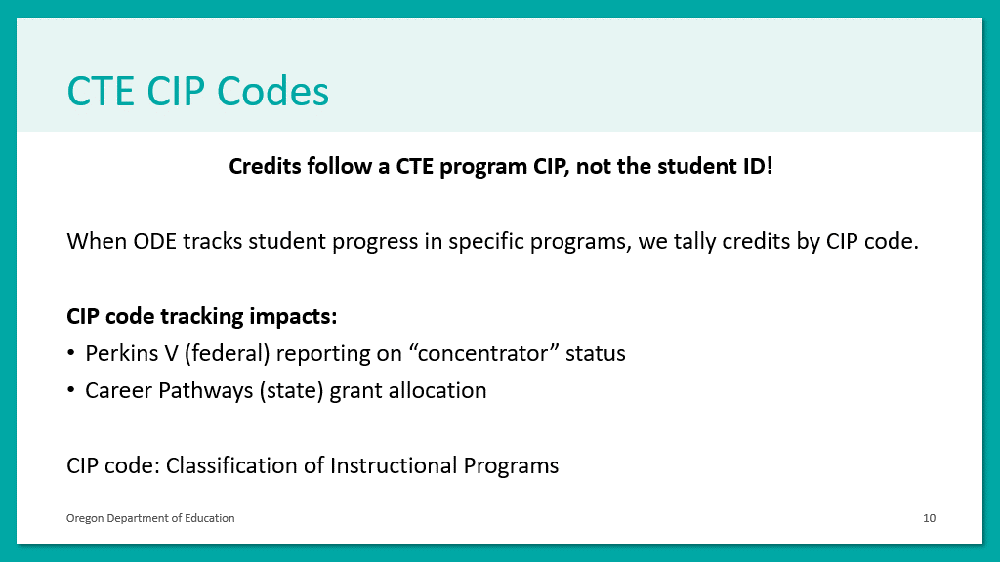 CTE CIP Codes
Credits follow a CTE program CIP, not the student ID!
When ODE tracks student progress in specific programs, we tally credits by CIP code.
CIP code tracking impacts:
• Perkins V (federal) reporting on “concentrator” status
• Career Pathways (state) grant allocation
CIP code: Classification of Instructional Programs
Oregon Department of Education
10